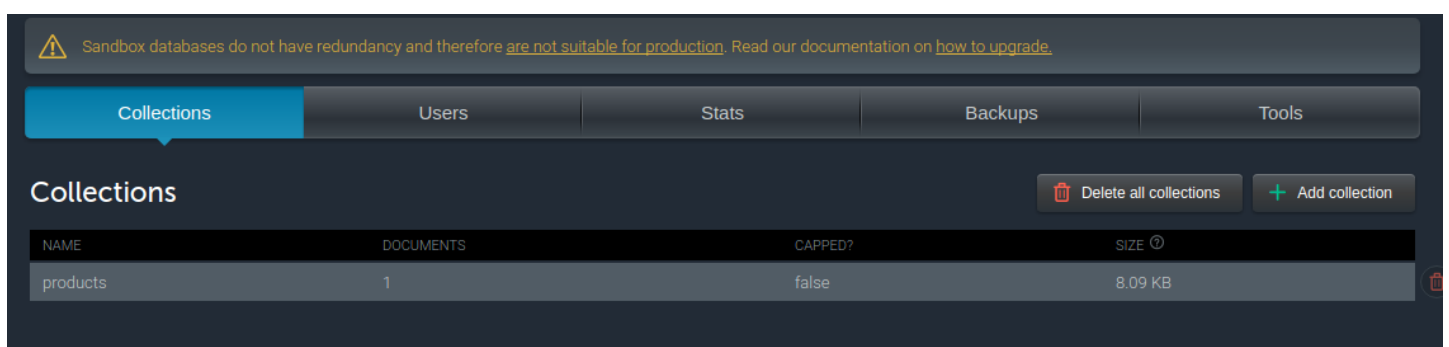 Sandbox databases do not have redundancy and therefore are not suitable for production. Read our documentation on how to upgrade.
Collections Users Stats Backups Tools
Collections
Delete all collections Add collection
NAME DOCUMENTS CAPPED? SIZE
products 1 false 8.09 KB